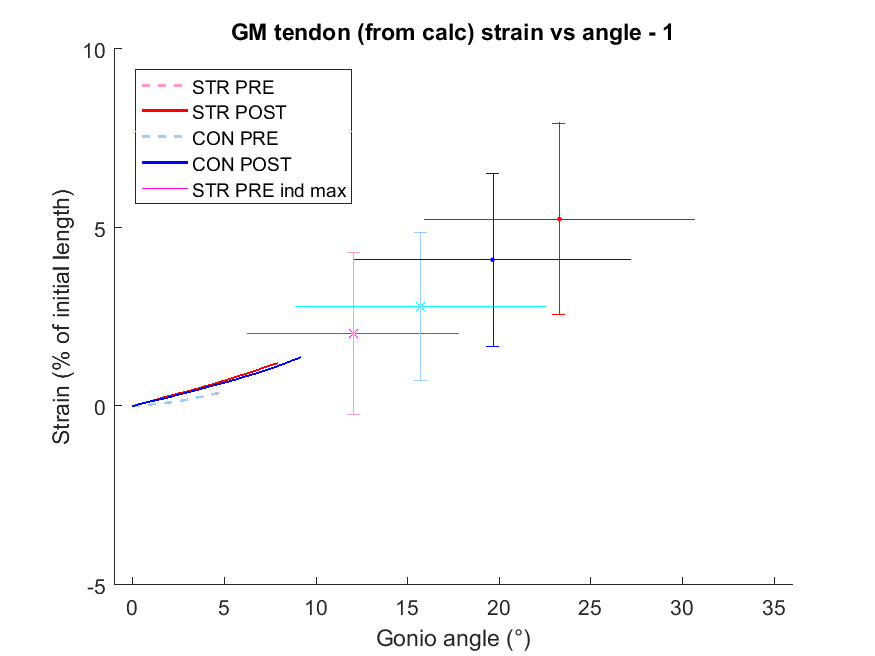 GM tendon (from calc) strain vs angle - 1
10
5
0
-5
Strain (% of initial length)
STR PRE
STR POST
CON PRE
CON POST
STR PRE ind max
0 5 10 15 20 25 30 35
Gonio angle (°)